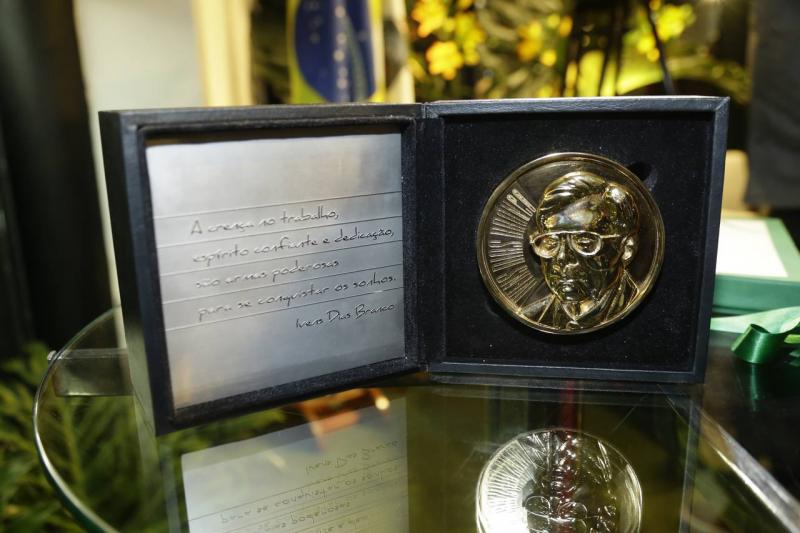 A crença no trabalho,
espírito confiante e dedicação,
são armas poderosas
para se conquistar os sonhos.
Ivens Dias Branco